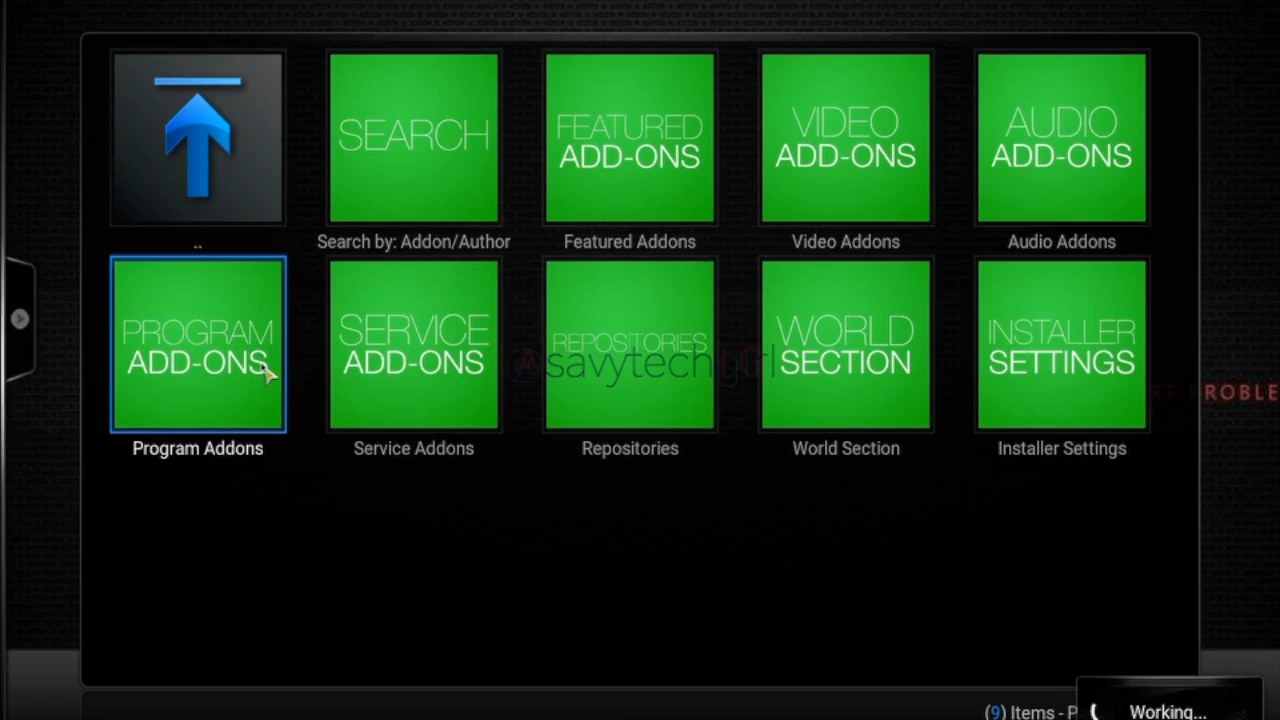 SEARCH
FEATURED
ADD-ONS
VIDEO
ADD-ONS
AUDIO
ADD-ONS
..
Search by: Addon/Author
Featured Addons
Video Addons
Audio Addons
PROGRAM
ADD-ONS
SERVICE
ADD-ONS
REPOSITORIES
WORLD
SECTION
INSTALLER
SETTINGS
Program Addons
Service Addons
Repositories
World Section
Installer Settings
(9) Items - P
Working...